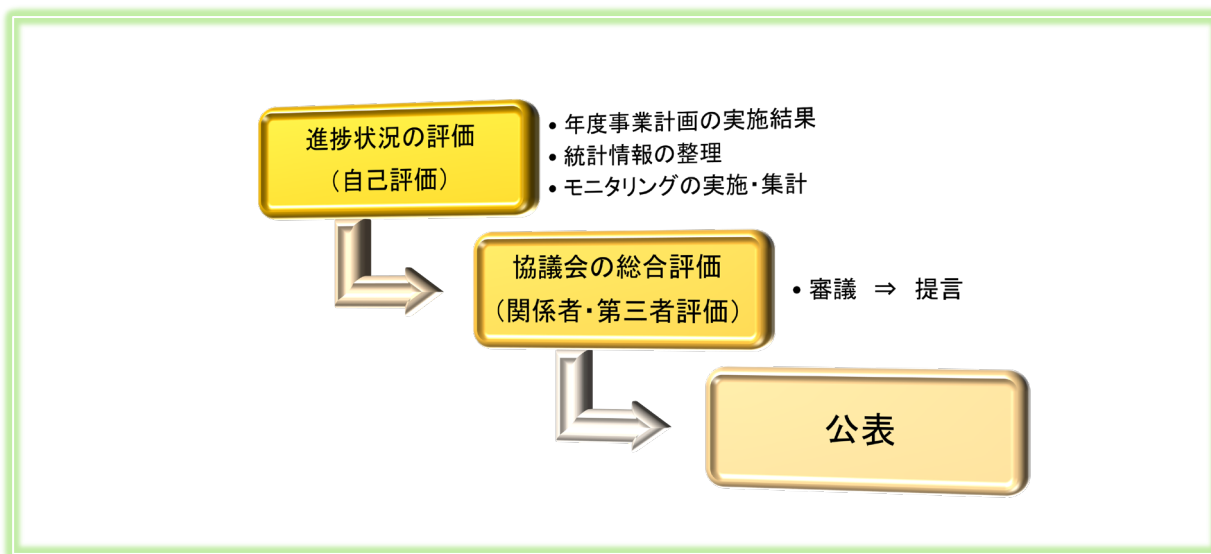 進捗状況の評価
（自己評価）
• 年度事業計画の実施結果
• 統計情報の整理
• モニタリングの実施・集計
協議会の総合評価
（関係者・第三者評価）
• 審議 ⇒ 提言
公表